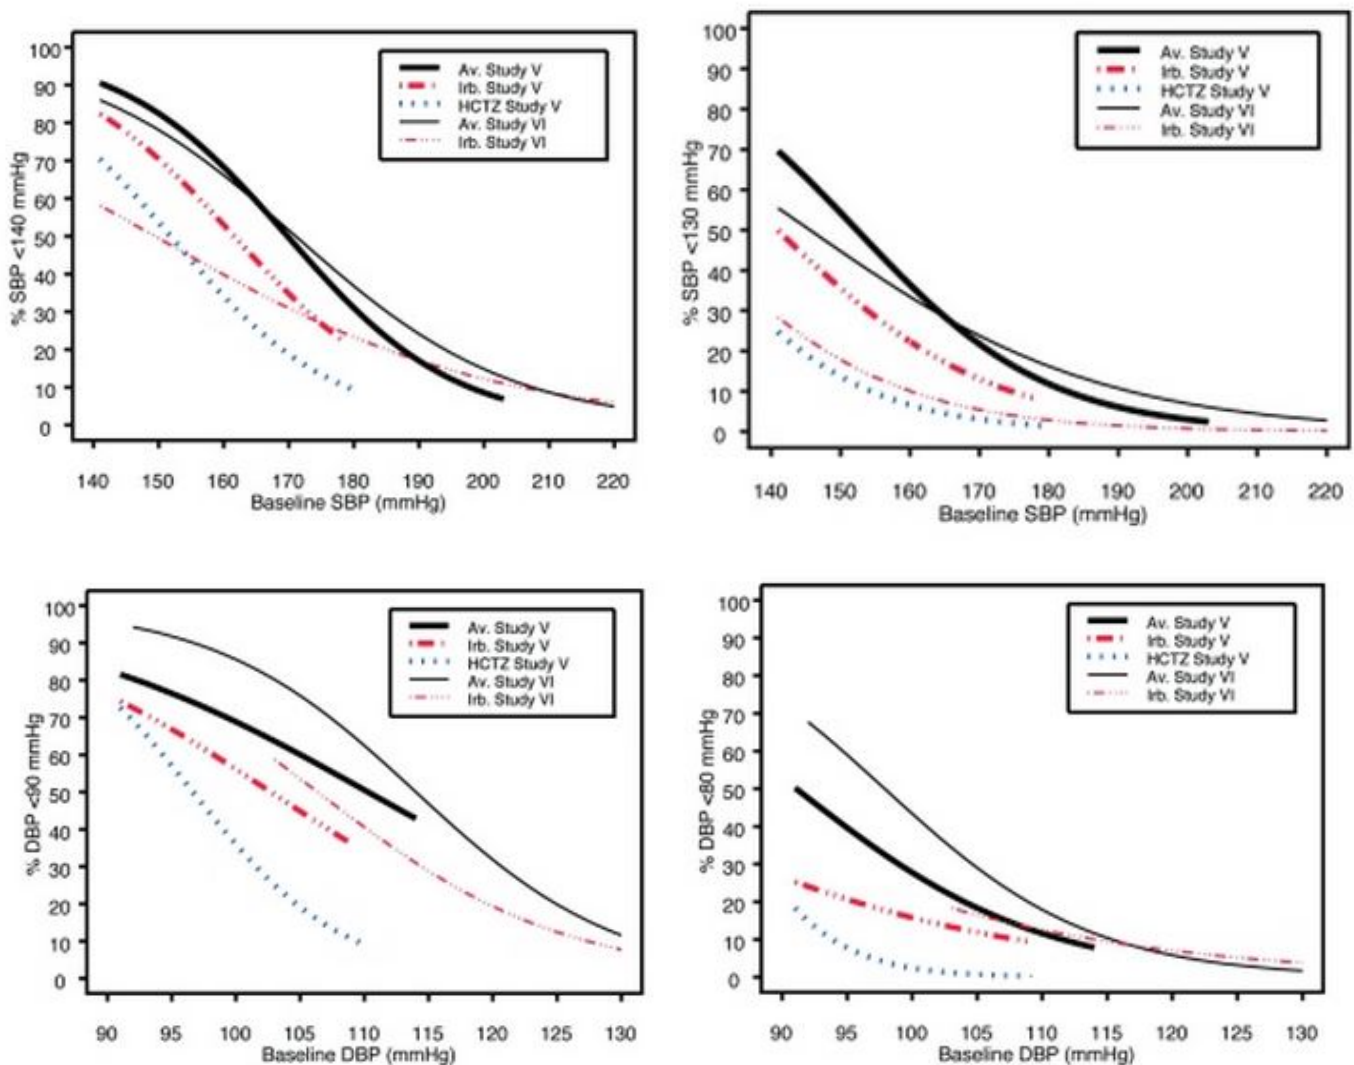 100
90
80
70
60
50
40
30
20
10
0
% SBP <140 mmHg
Av. Study V
Irb. Study V
HCTZ Study V
Av. Study VI
Irb. Study VI
140 150 160 170 180 190 200 210 220
Baseline SBP (mmHg)
100
90
80
70
60
50
40
30
20
10
0
% SBP <130 mmHg
Av. Study V
Irb. Study V
HCTZ Study V
Av. Study VI
Irb. Study VI
140 150 160 170 180 190 200 210 220
Baseline SBP (mmHg)
100
90
80
70
60
50
40
30
20
10
0
% DBP <90 mmHg
Av. Study V
Irb. Study V
HCTZ Study V
Av. Study VI
Irb. Study VI
90 95 100 105 110 115 120 125 130
Baseline DBP (mmHg)
100
90
80
70
60
50
40
30
20
10
0
% DBP <80 mmHg
Av. Study V
Irb. Study V
HCTZ Study V
Av. Study VI
Irb. Study VI
90 95 100 105 110 115 120 125 130
Baseline DBP (mmHg)